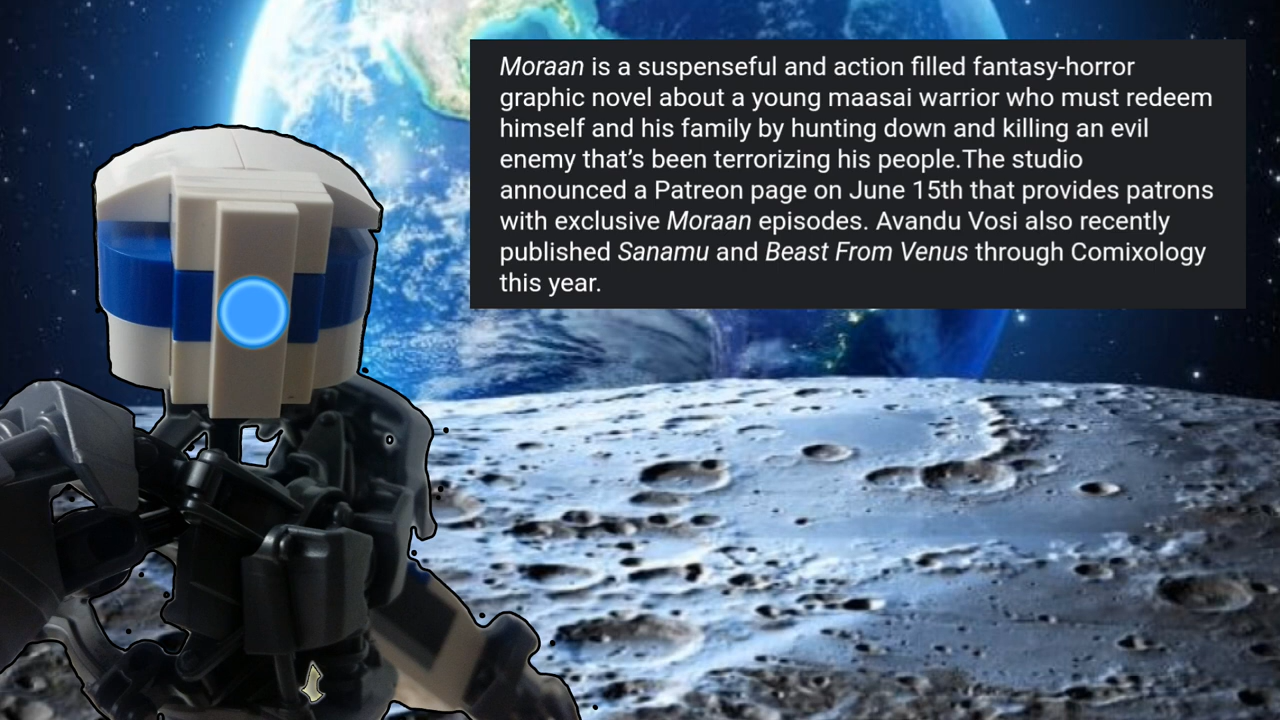 Moraan is a suspenseful and action filled fantasy-horror
graphic novel about a young maasai warrior who must redeem
himself and his family by hunting down and killing an evil
enemy that’s been terrorizing his people.The studio
announced a Patreon page on June 15th that provides patrons
with exclusive Moraan episodes. Avandu Vosi also recently
published Sanamu and Beast From Venus through Comixology
this year.